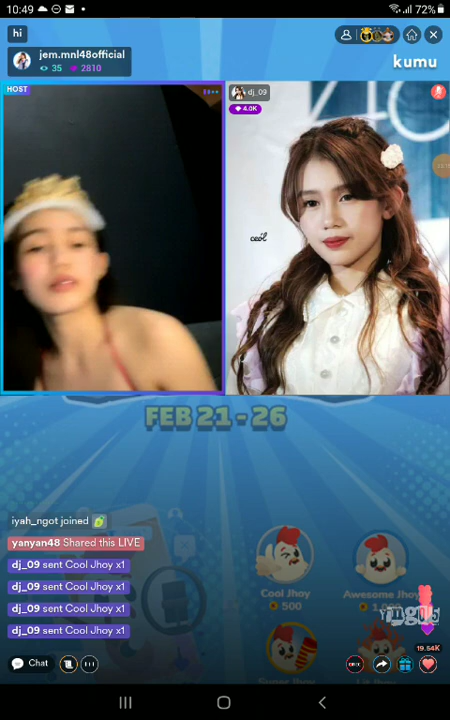 10:49
72%
hi
jem.mnl48official
35 2810
kumu
HOST
dj_09
4.0K
ceol
FEB 21 - 26
iyah_ngot joined
yanyan48 Shared this LIVE
dj_09 sent Cool Jhoy x1
dj_09 sent Cool Jhoy x1
dj_09 sent Cool Jhoy x1
dj_09 sent Cool Jhoy x1
Cool Jhoy
500
Awesome Jhoy
Chat
19.54K